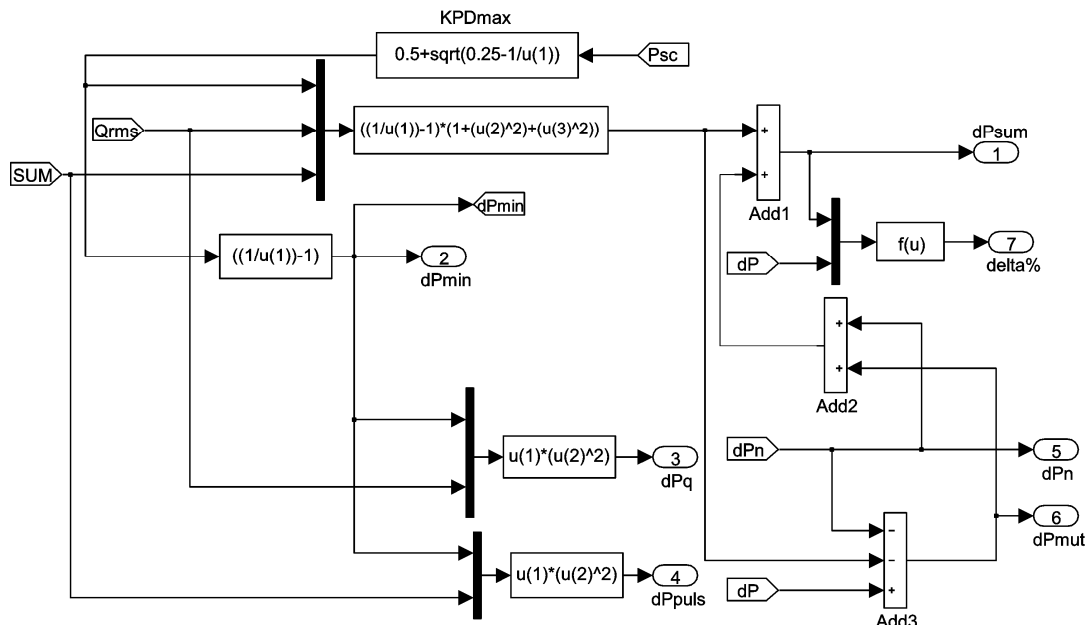 KPDmax
0.5+sqrt(0.25-1/u(1))
Psc
Qrms
((1/u(1))-1)*(1+(u(2)^2)+(u(3)^2))
+
+
Add1
dPsum
1
SUM
dPmin
((1/u(1))-1)
2
dPmin
dP
f(u)
7
delta%
+
+
Add2
u(1)*(u(2)^2)
3
dPq
dPn
5
dPn
6
dPmut
u(1)*(u(2)^2)
4
dPpuls
dP
-
-
+
Add3